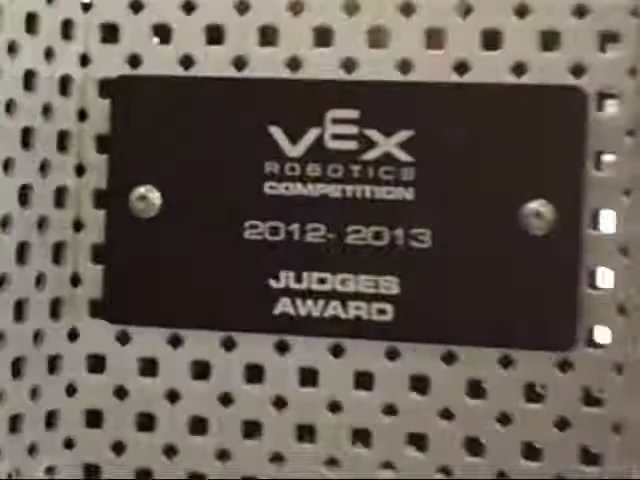 VEX
ROBOTICS
COMPETITION
2012-2013
JUDGES
AWARD